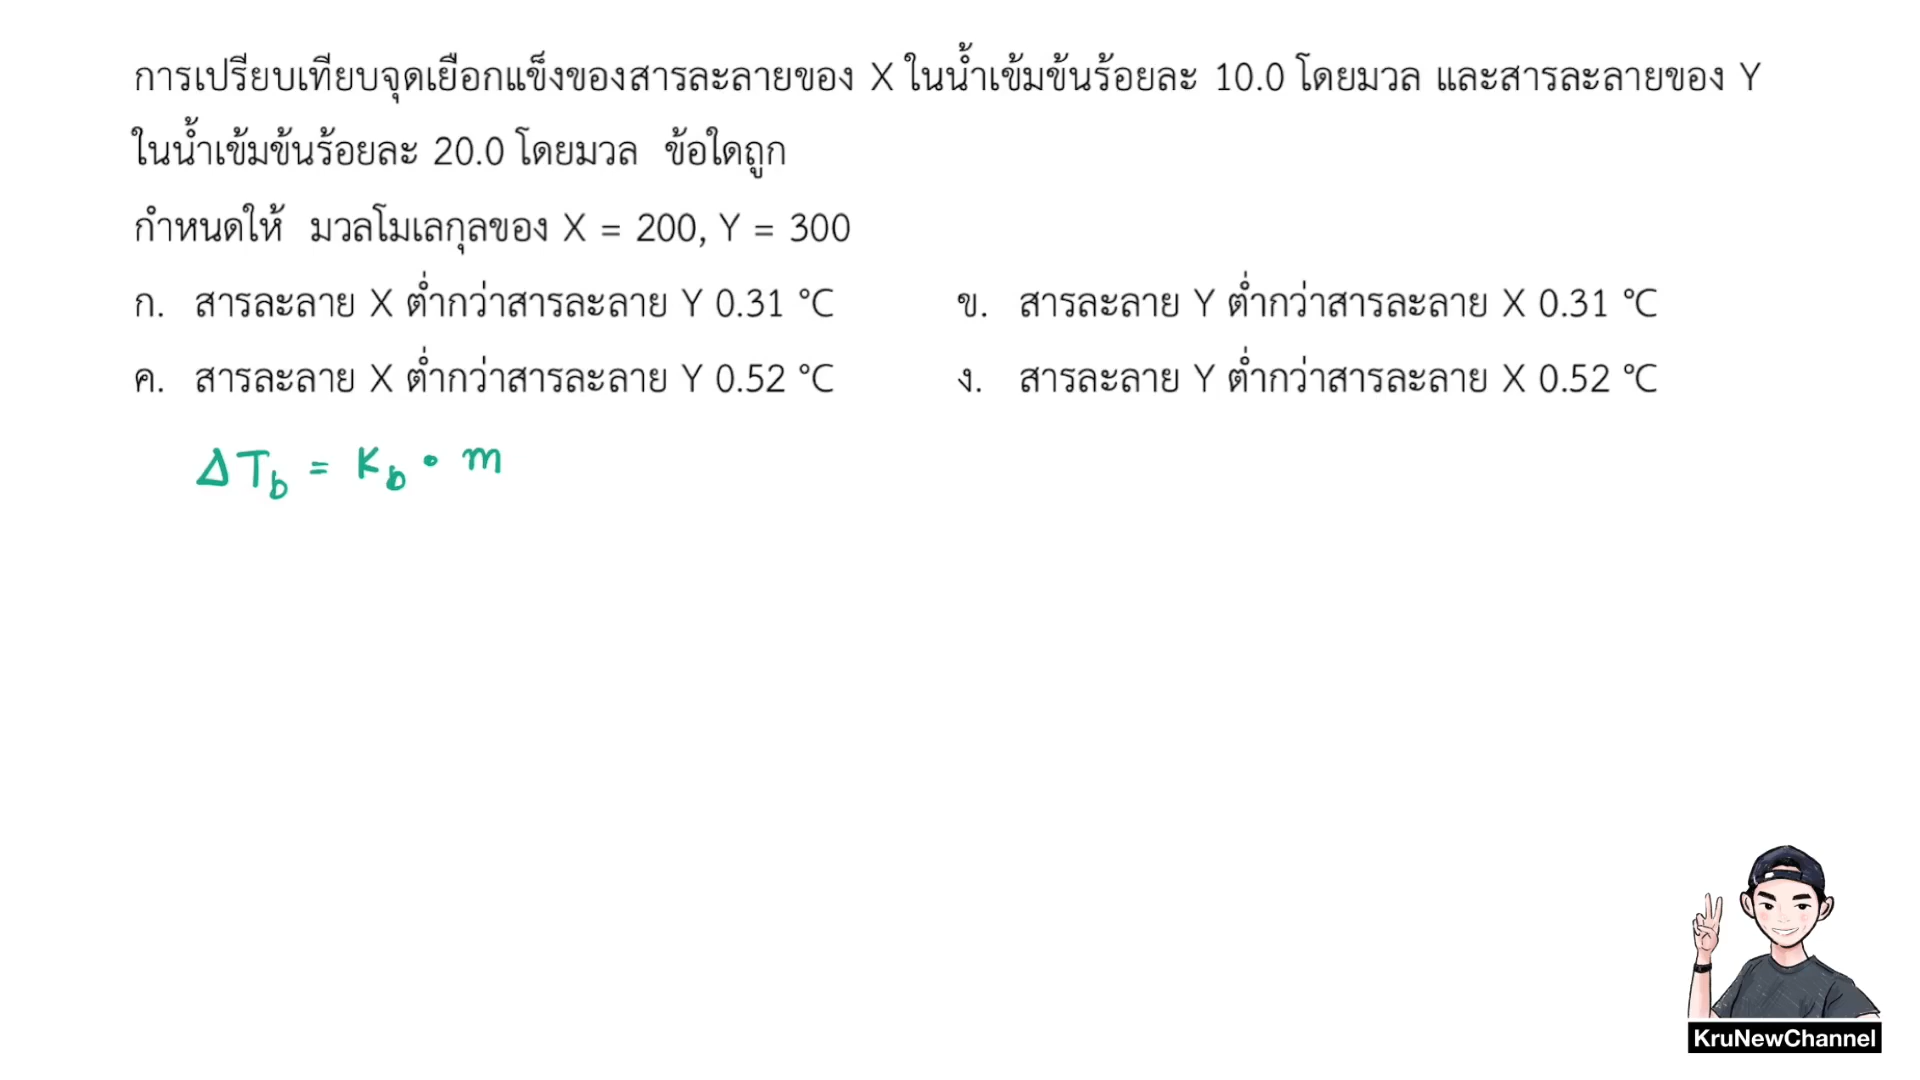 การเปรียบเทียบจุดเยือกแข็งของสารละลายของ X ในน้ำเข้มข้นร้อยละ 10.0 โดยมวล และสารละลายของ Y
ในน้ำเข้มข้นร้อยละ 20.0 โดยมวล ข้อใดถูก
กำหนดให้ มวลโมเลกุลของ X = 200, Y = 300
ก. สารละลาย X ต่ำกว่าสารละลาย Y 0.31 °C ข. สารละลาย Y ต่ำกว่าสารละลาย X 0.31 °C
ค. สารละลาย X ต่ำกว่าสารละลาย Y 0.52 °C ง. สารละลาย Y ต่ำกว่าสารละลาย X 0.52 °C
ΔT_b = K_b • m
KruNewChannel